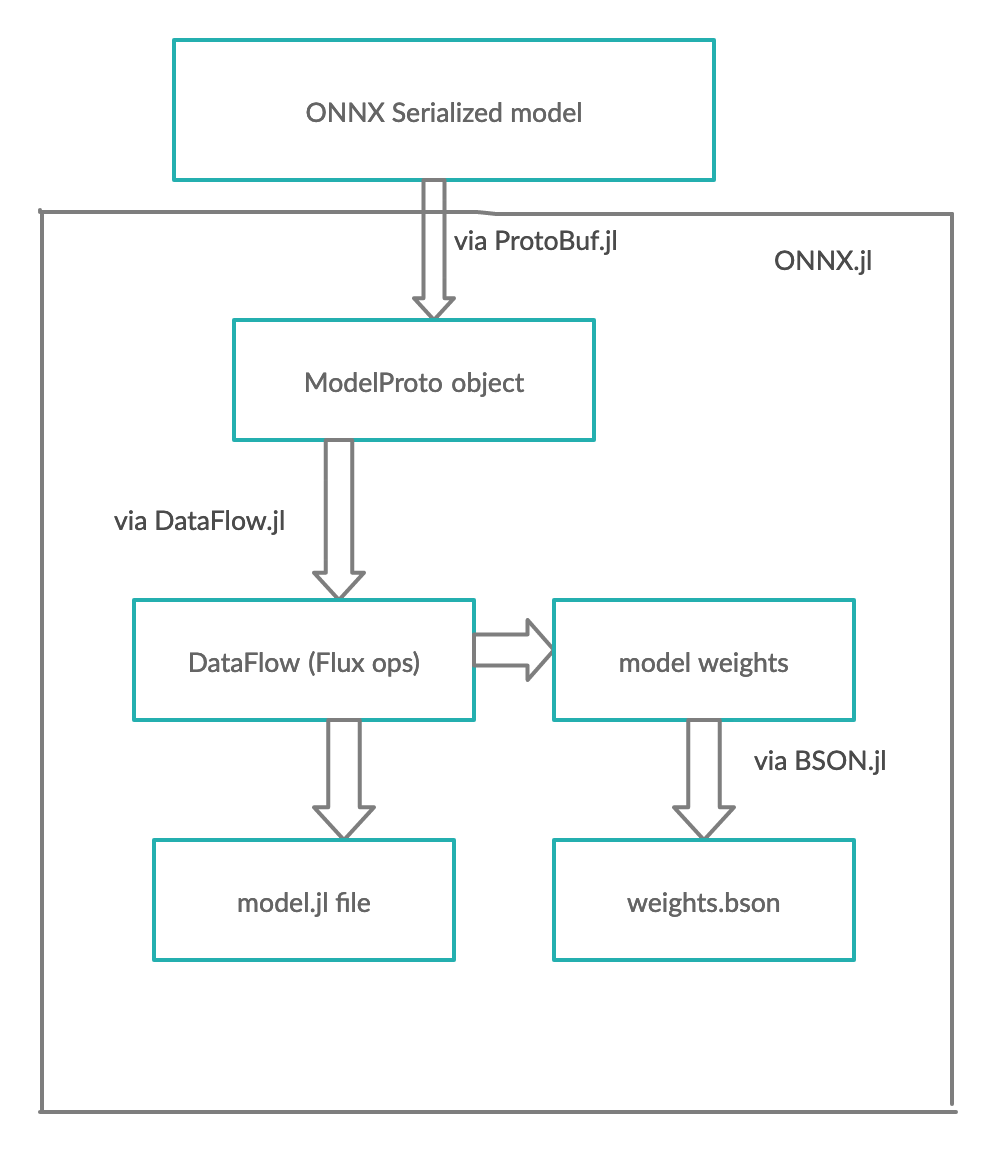 ONNX Serialized model
via ProtoBuf.jl
ONNX.jl
ModelProto object
via DataFlow.jl
DataFlow (Flux ops)
model weights
via BSON.jl
model.jl file
weights.bson